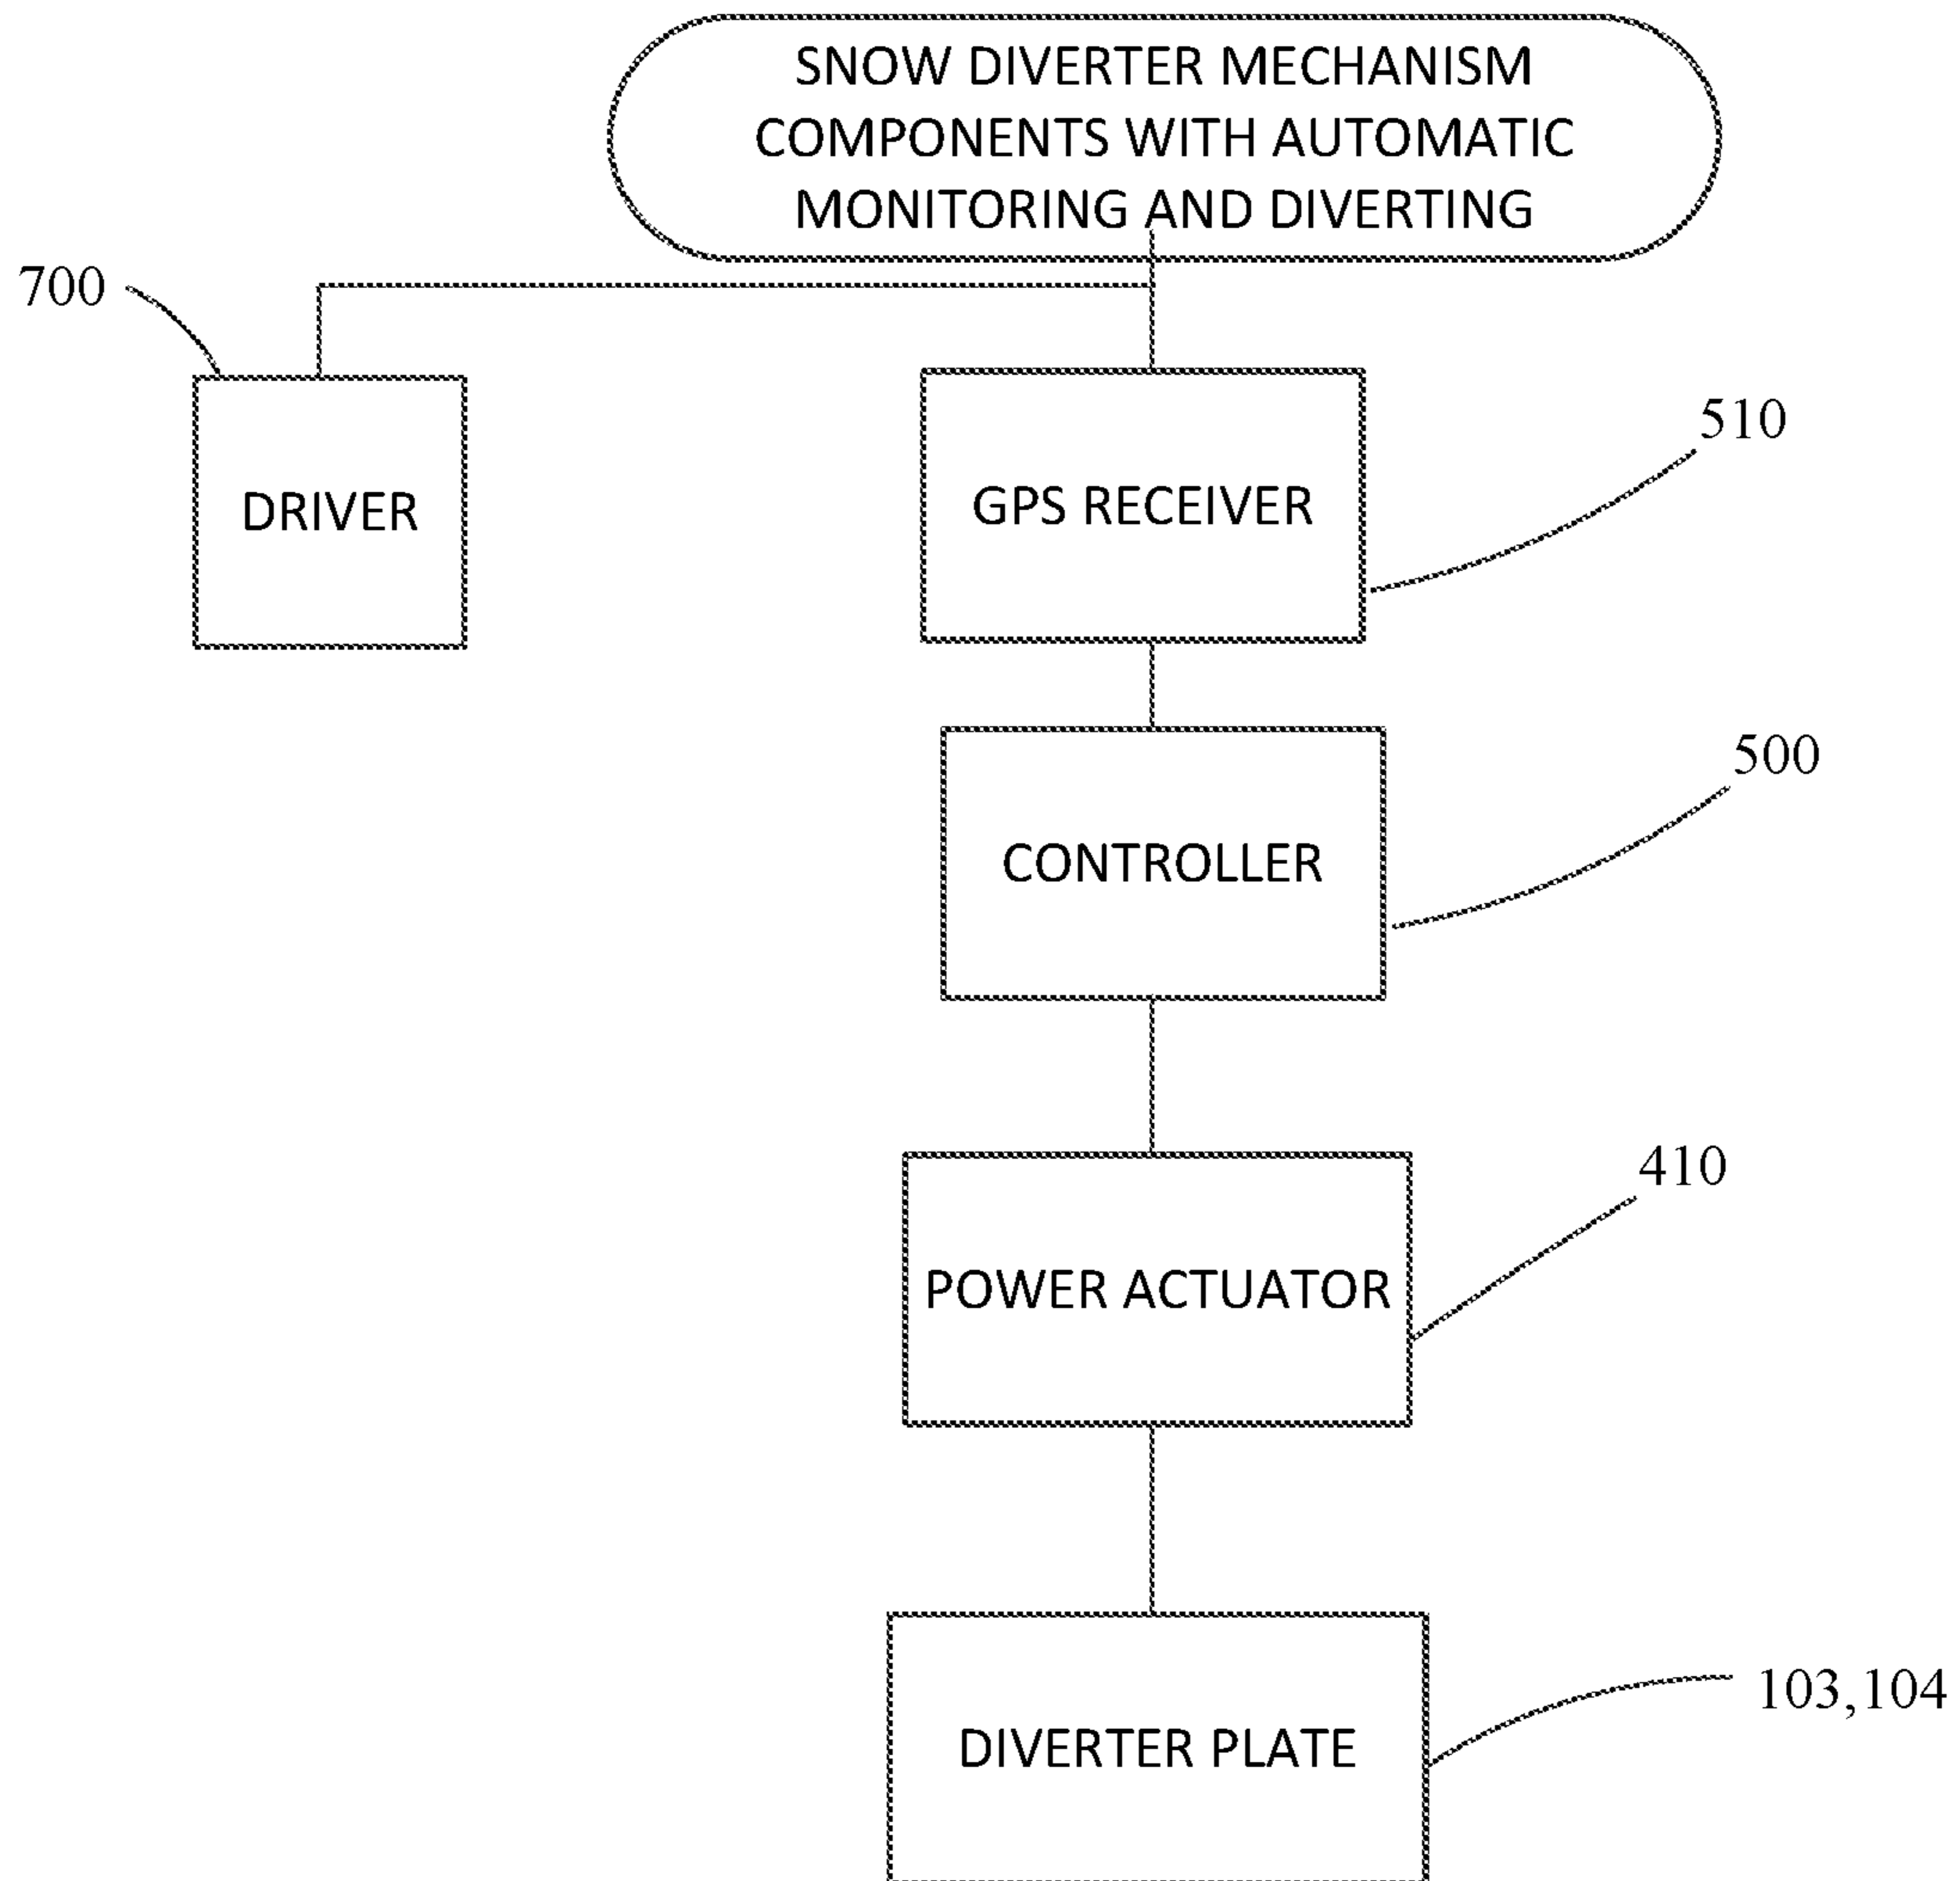 SNOW DIVERTER MECHANISM
COMPONENTS WITH AUTOMATIC
MONITORING AND DIVERTING
700
DRIVER
GPS RECEIVER
510
CONTROLLER
500
POWER ACTUATOR
410
DIVERTER PLATE
103,104